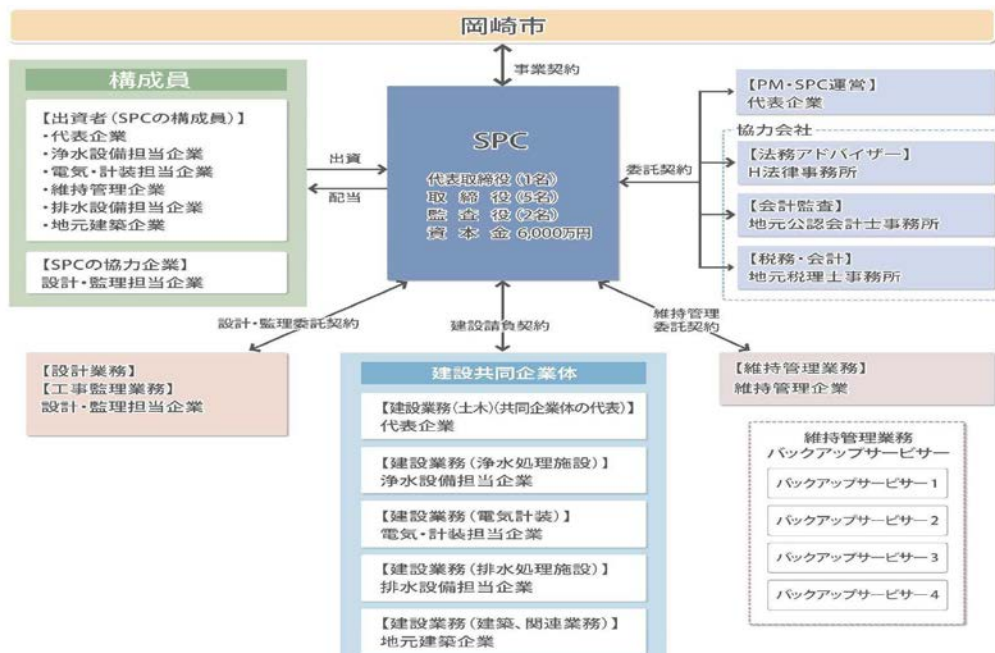 岡崎市
事業契約
構成員
【出資者(SPCの構成員)】
・代表企業
・浄水設備担当企業
・電気・計装担当企業
・維持管理企業
・排水設備担当企業
・地元建築企業
【SPCの協力企業】
設計・監理担当企業
出資
配当
SPC
代表取締役(1名)
取締役(5名)
監査役(2名)
資本金6,000万円
委託契約
【PM・SPC運営】
代表企業
協力会社
【法務アドバイザー】
H法律事務所
【会計監査】
地元公認会計士事務所
【税務・会計】
地元税理士事務所
設計・監理委託契約
建設請負契約
維持管理
委託契約
【設計業務】
【工事監理業務】
設計・監理担当企業
建設共同企業体
【建設業務(土木)(共同企業体の代表)】
代表企業
【建設業務(浄水処理施設)】
浄水設備担当企業
【建設業務(電気計装)】
電気・計装担当企業
【建設業務(排水処理施設)】
排水設備担当企業
【建設業務(建築、関連業務)】
地元建築企業
【維持管理業務】
維持管理企業
維持管理業務
バックアップサービサー
バックアップサービサー1
バックアップサービサー2
バックアップサービサー3
バックアップサービサー4